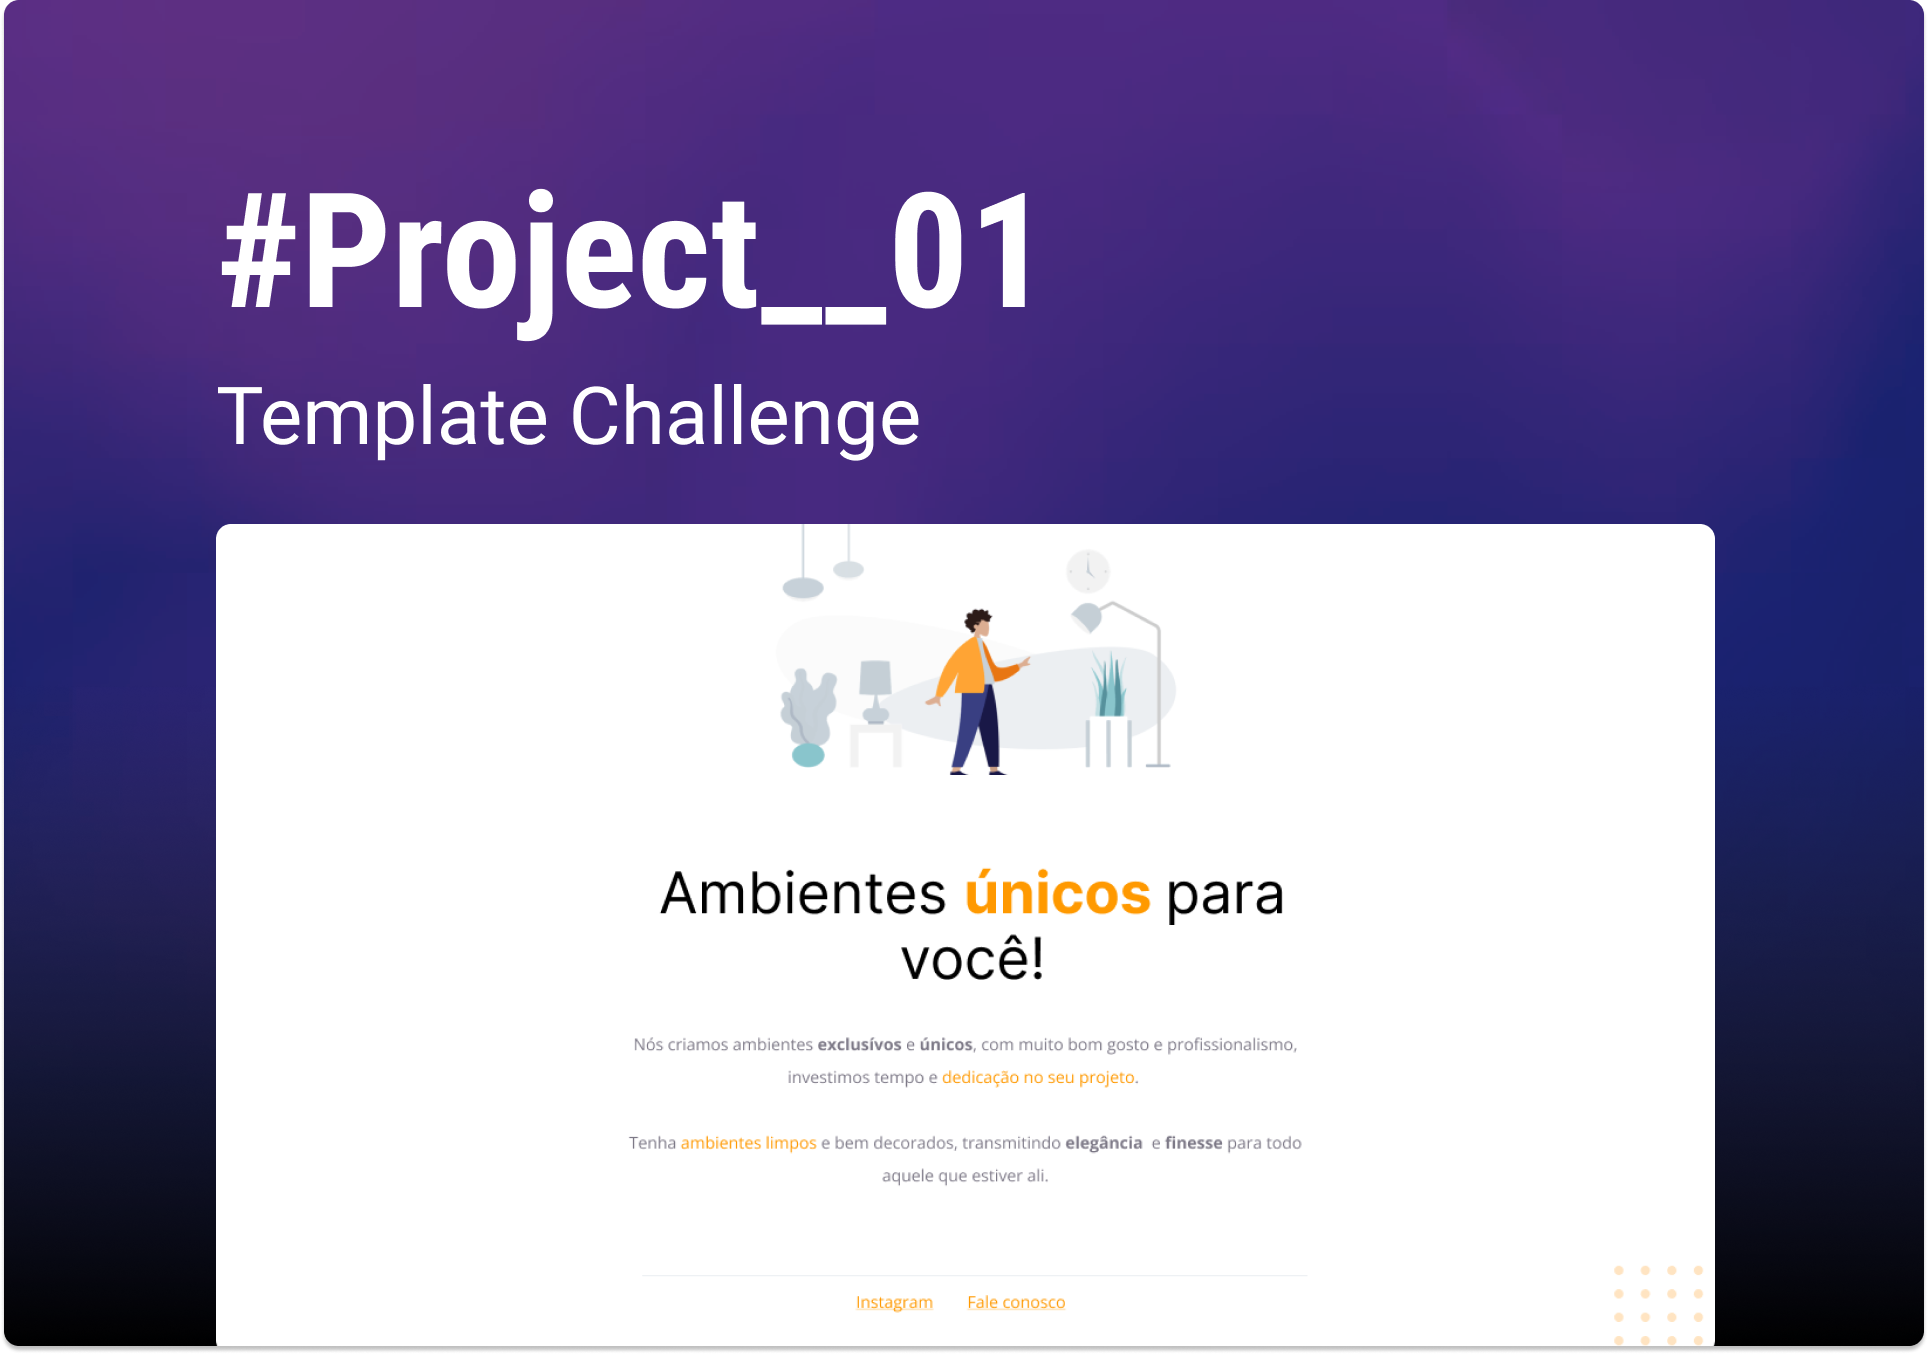 #Project__01
Template Challenge
Ambientes únicos para
você!
Nós criamos ambientes exclusívos e únicos, com muito bom gosto e profissionalismo,
investimos tempo e dedicação no seu projeto.
Tenha ambientes limpos e bem decorados, transmitindo elegância  e finesse para todo
aquele que estiver ali.
Instagram Fale conosco